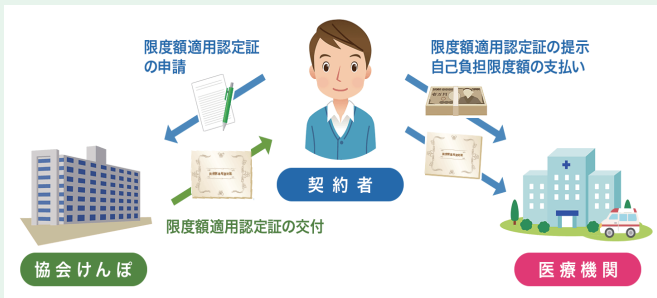 限度額適用認定証
の申請
限度額適用認定証の提示
自己負担限度額の支払い
契約者
限度額適用認定証の交付
協会けんぽ
医療機関